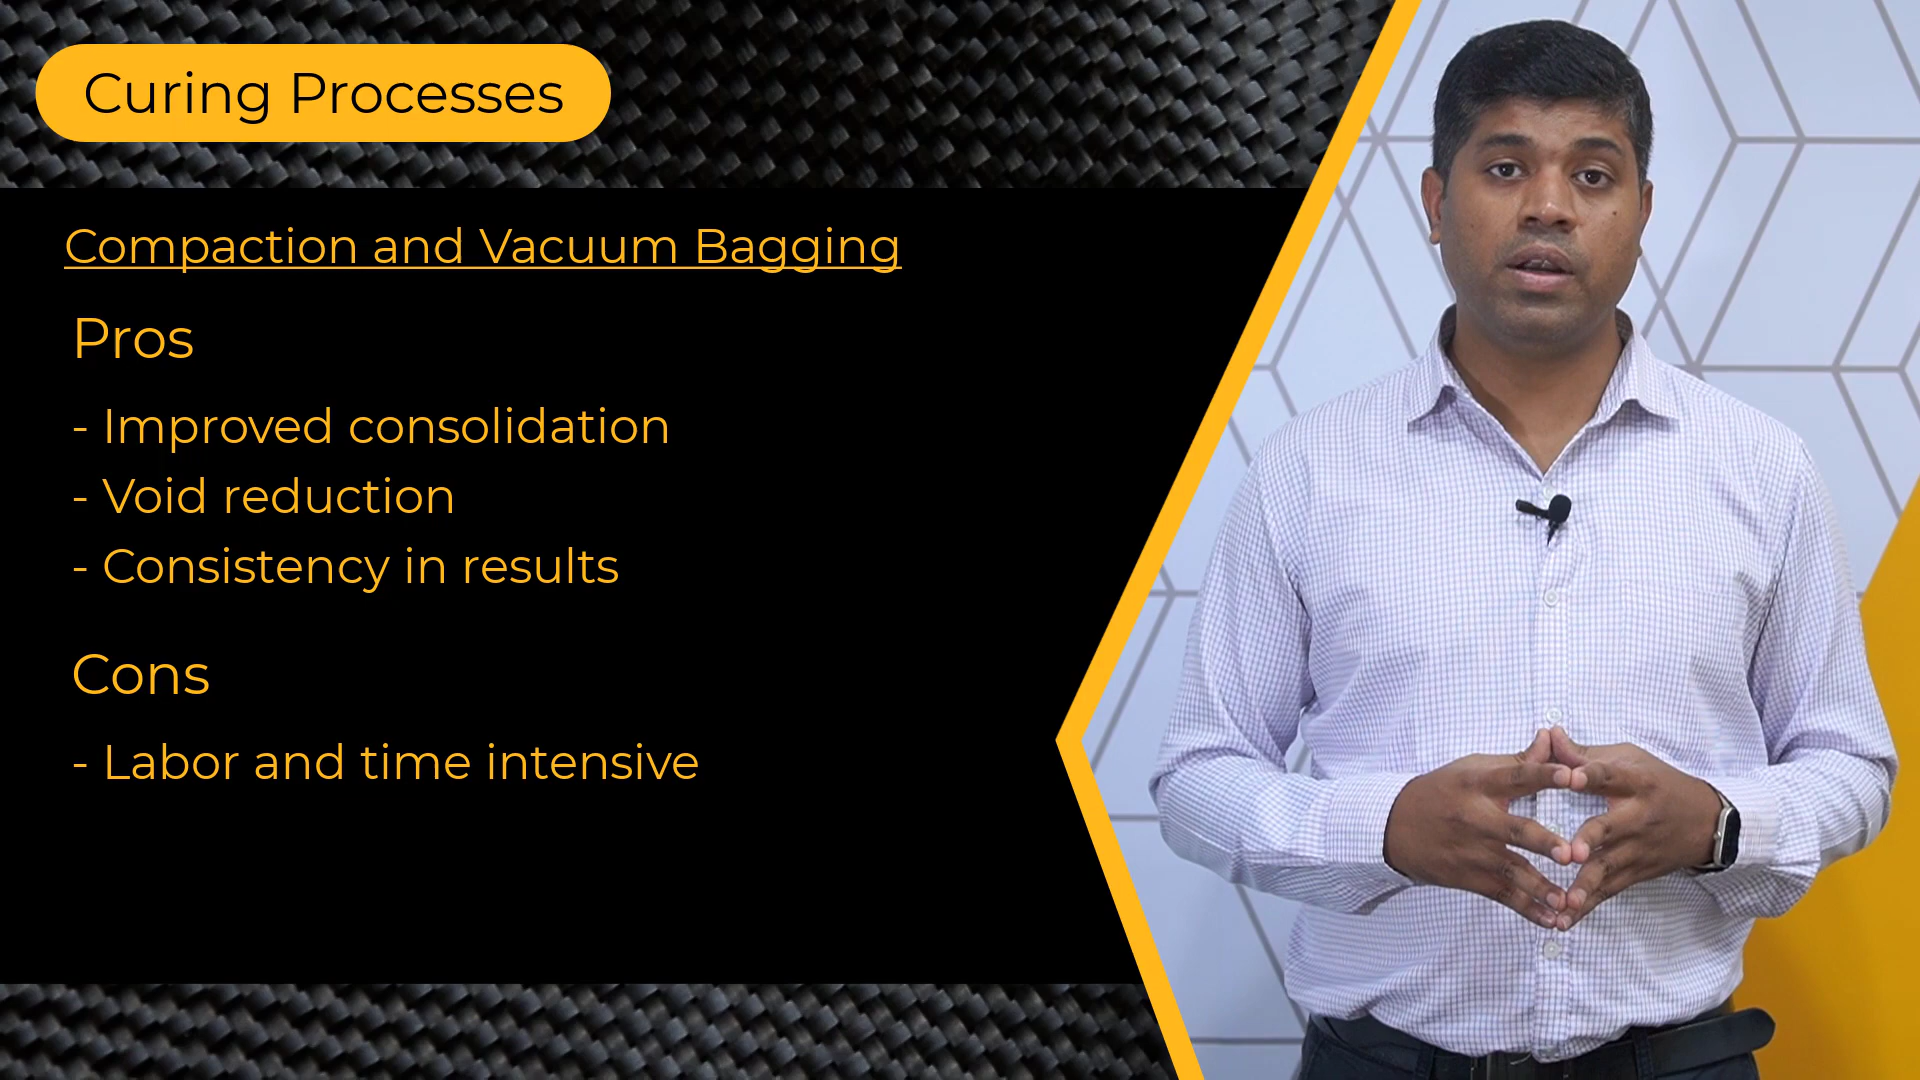 Curing Processes
Compaction and Vacuum Bagging
Pros
- Improved consolidation
- Void reduction
- Consistency in results
Cons
- Labor and time intensive